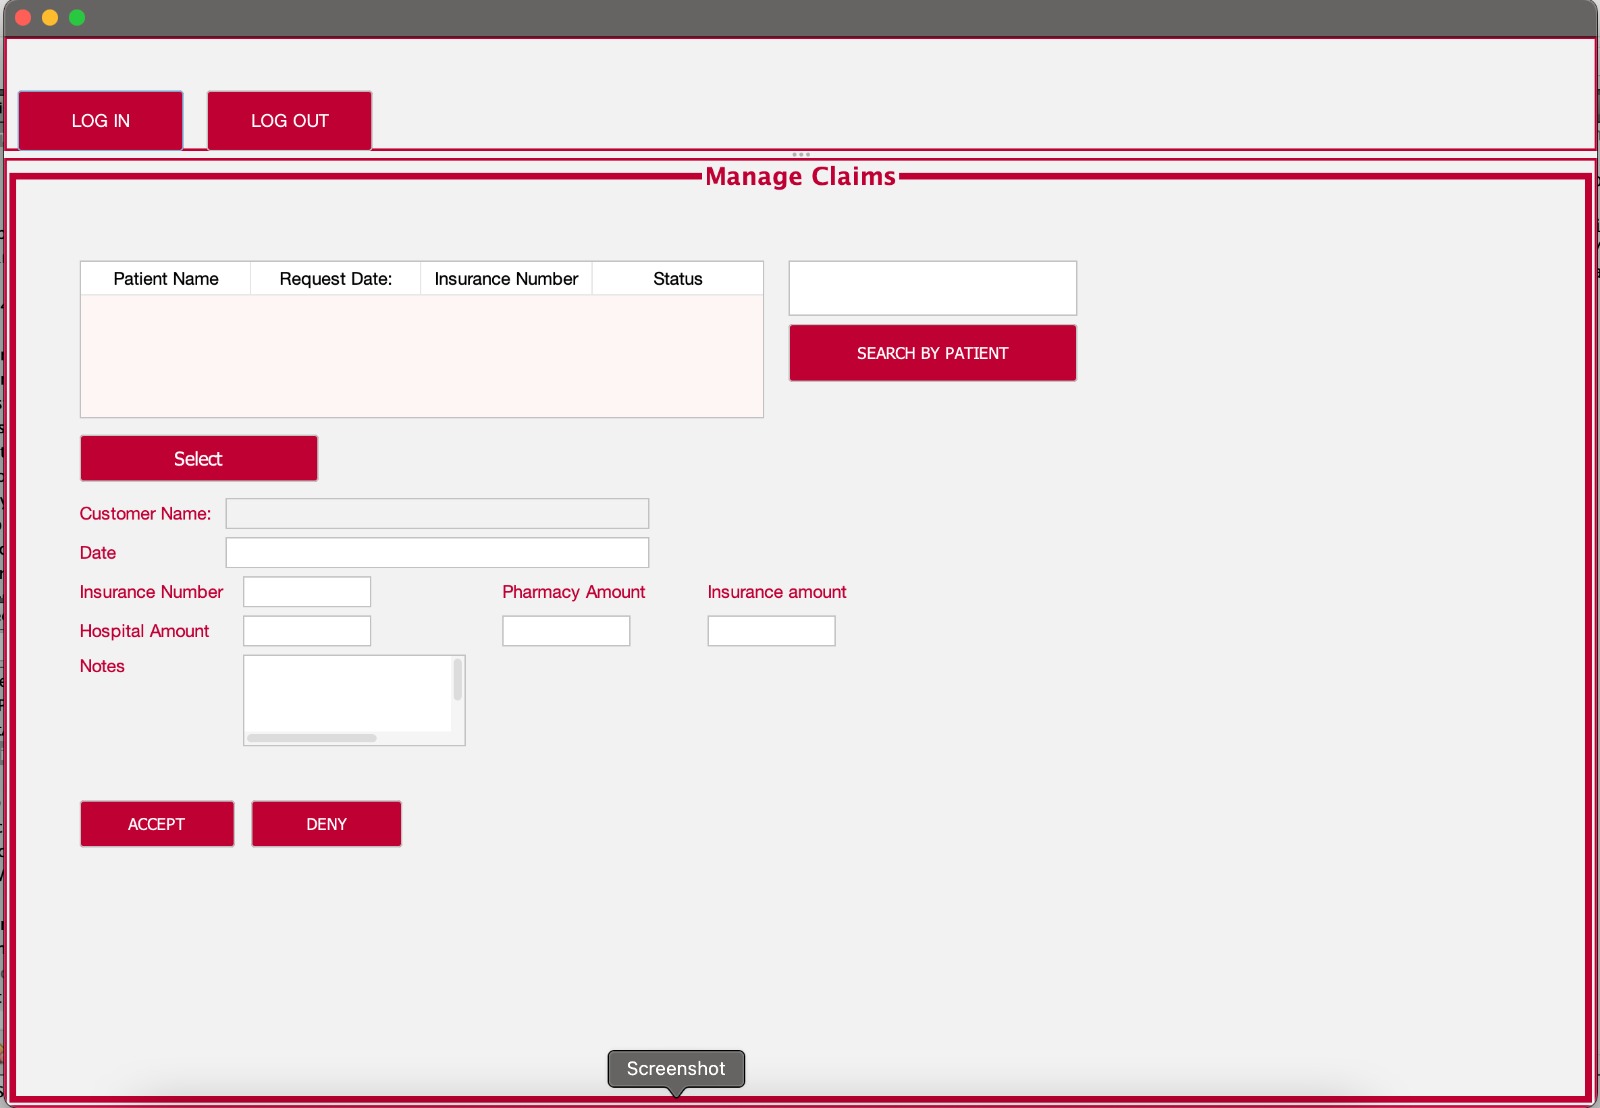 LOG IN LOG OUT
Manage Claims
Patient Name Request Date: Insurance Number Status
SEARCH BY PATIENT
Select
Customer Name:
Date
Insurance Number Pharmacy Amount Insurance amount
Hospital Amount
Notes
ACCEPT DENY
Screenshot